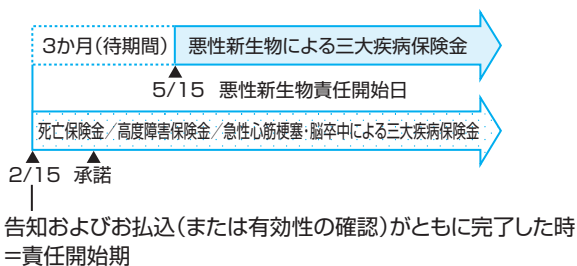 3か月（待期間） 悪性新生物による三大疾病保険金
5/15 悪性新生物責任開始日
死亡保険金／高度障害保険金／急性心筋梗塞・脳卒中による三大疾病保険金
2/15 承諾
告知およびお払込（または有効性の確認）がともに完了した時
＝責任開始期